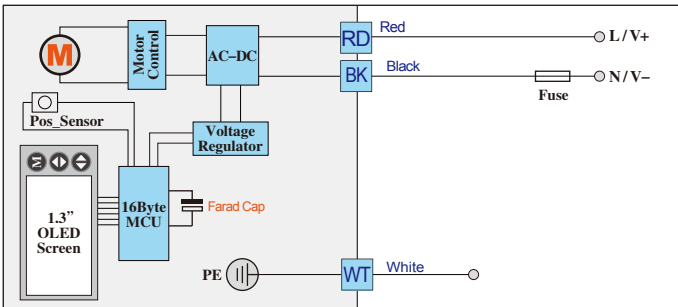 M
Motor
Control
AC–DC
RD
Red
L / V+
BK
Black
Fuse
N / V–
Pos_Sensor
Voltage
Regulator
M
1.3”
OLED
Screen
16Byte
MCU
Farad Cap
PE
WT
White